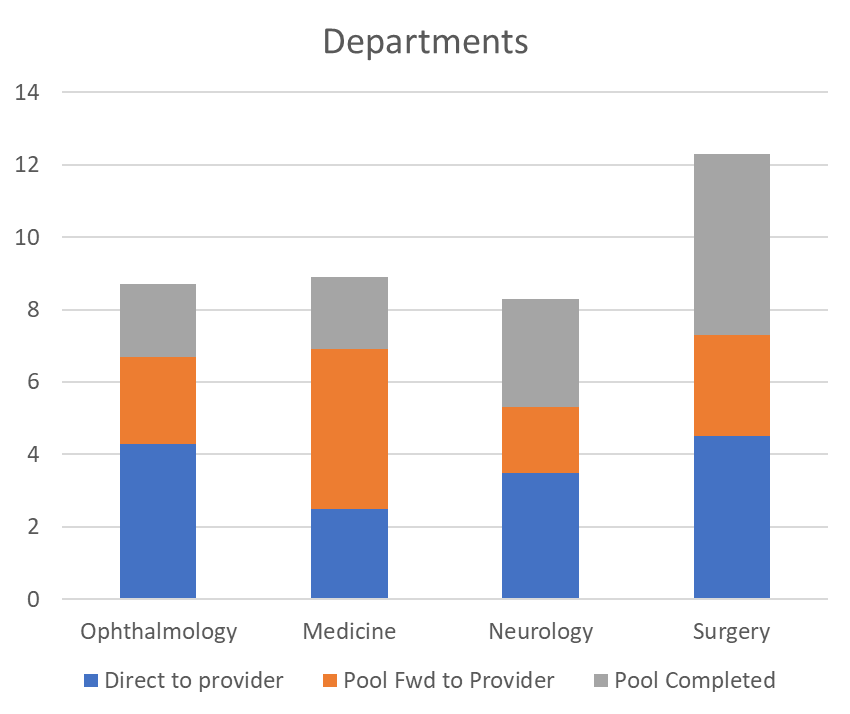 Departments
14
12
10
8
6
4
2
0
Ophthalmology Medicine Neurology Surgery
Direct to provider Pool Fwd to Provider Pool Completed